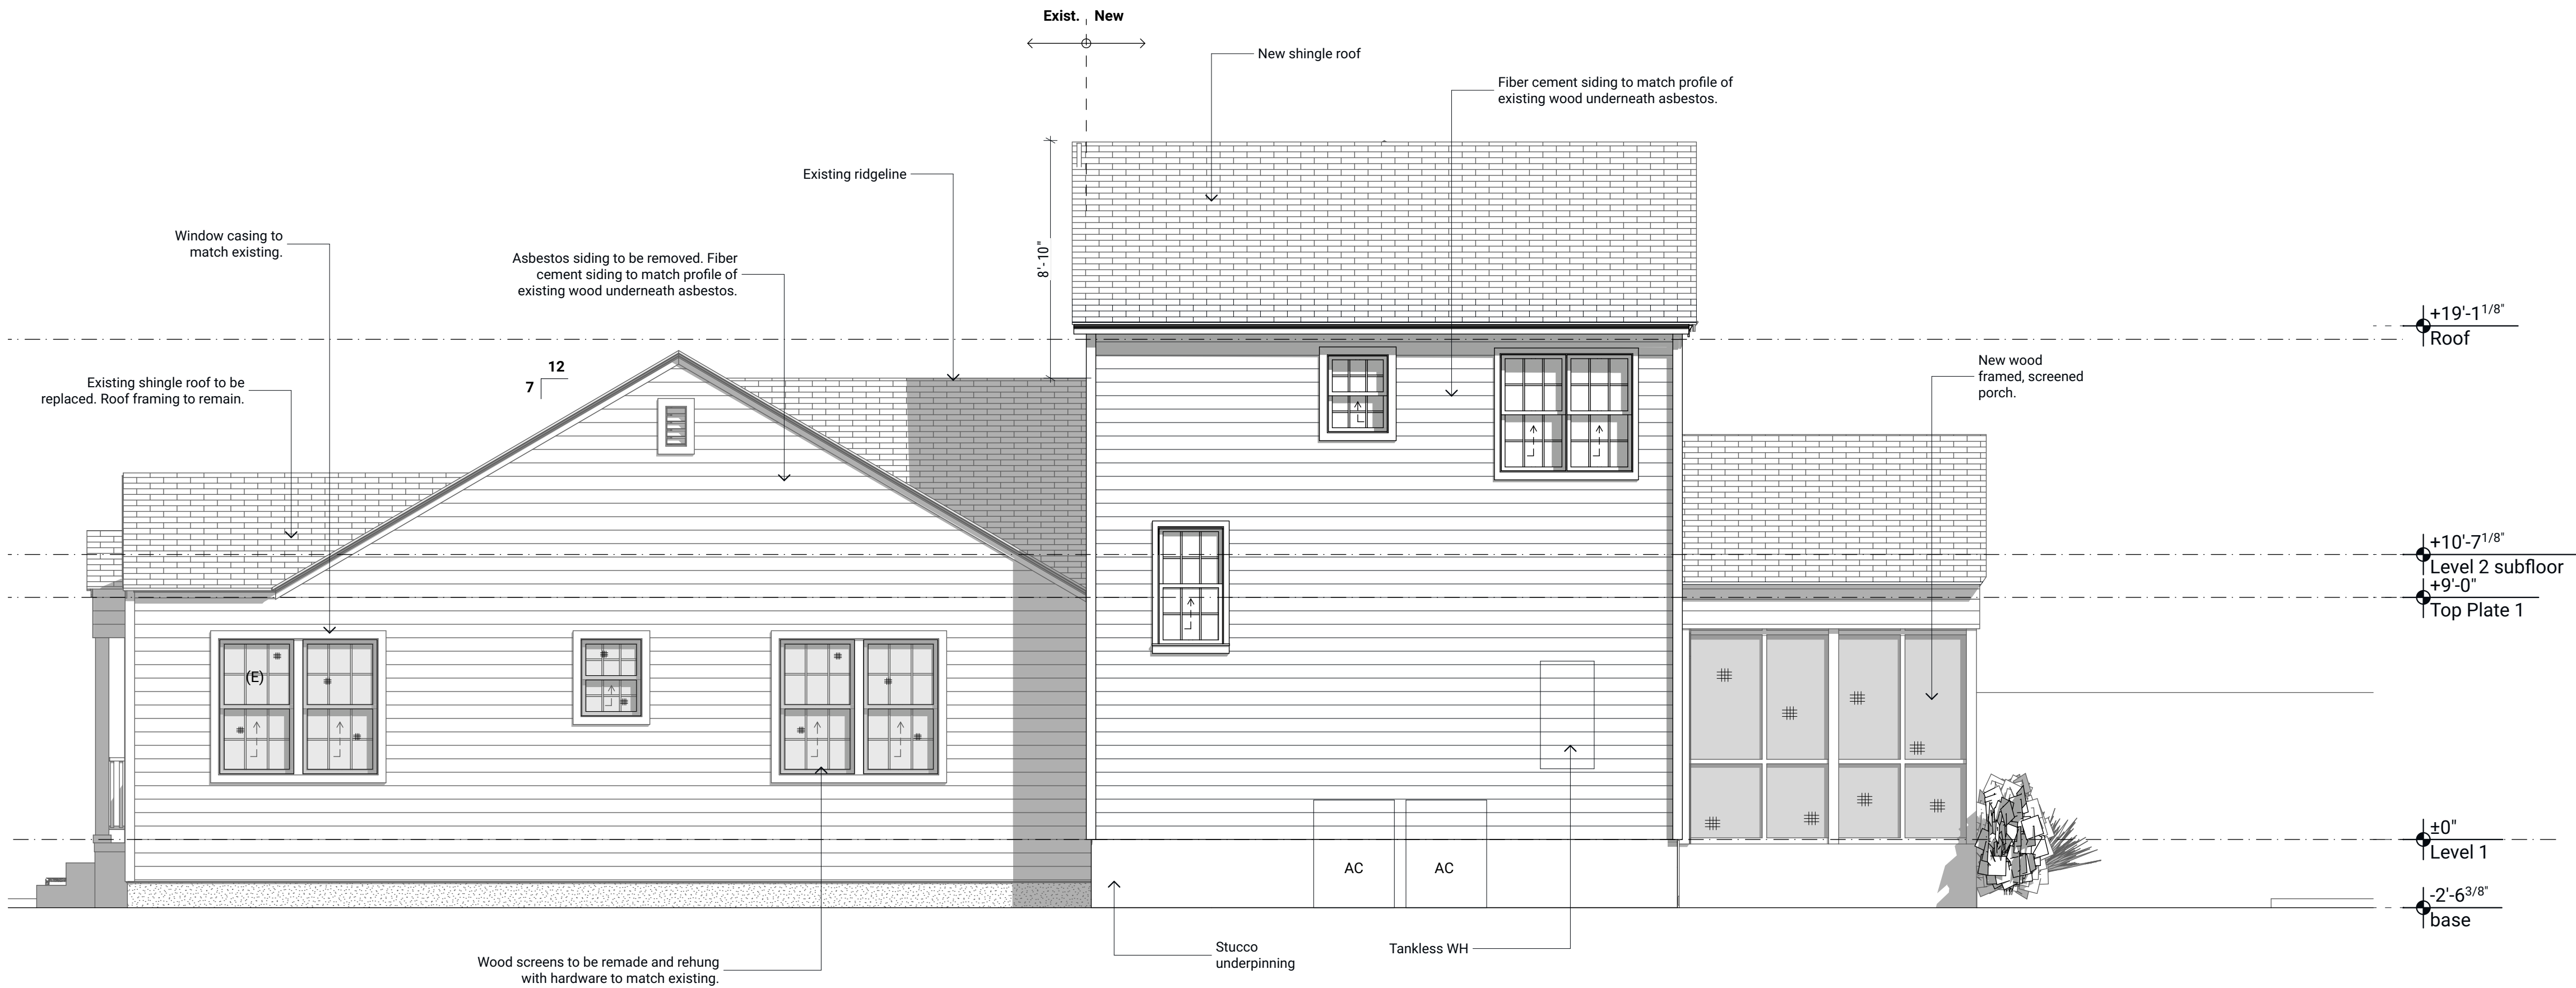 Exist. New
New shingle roof
Fiber cement siding to match profile of
existing wood underneath asbestos.
Existing ridgeline
Window casing to
match existing.
Asbestos siding to be removed. Fiber
cement siding to match profile of
existing wood underneath asbestos.
8'-10"
+19'-1 1/8"
Roof
12
7
Existing shingle roof to be
replaced. Roof framing to remain.
New wood
framed, screened
porch.
+10'-7 1/8"
Level 2 subfloor
+9'-0"
Top Plate 1
(E)
±0"
Level 1
AC
AC
-2'-6 3/8"
base
Wood screens to be remade and rehung
with hardware to match existing.
Stucco
underpinning
Tankless WH